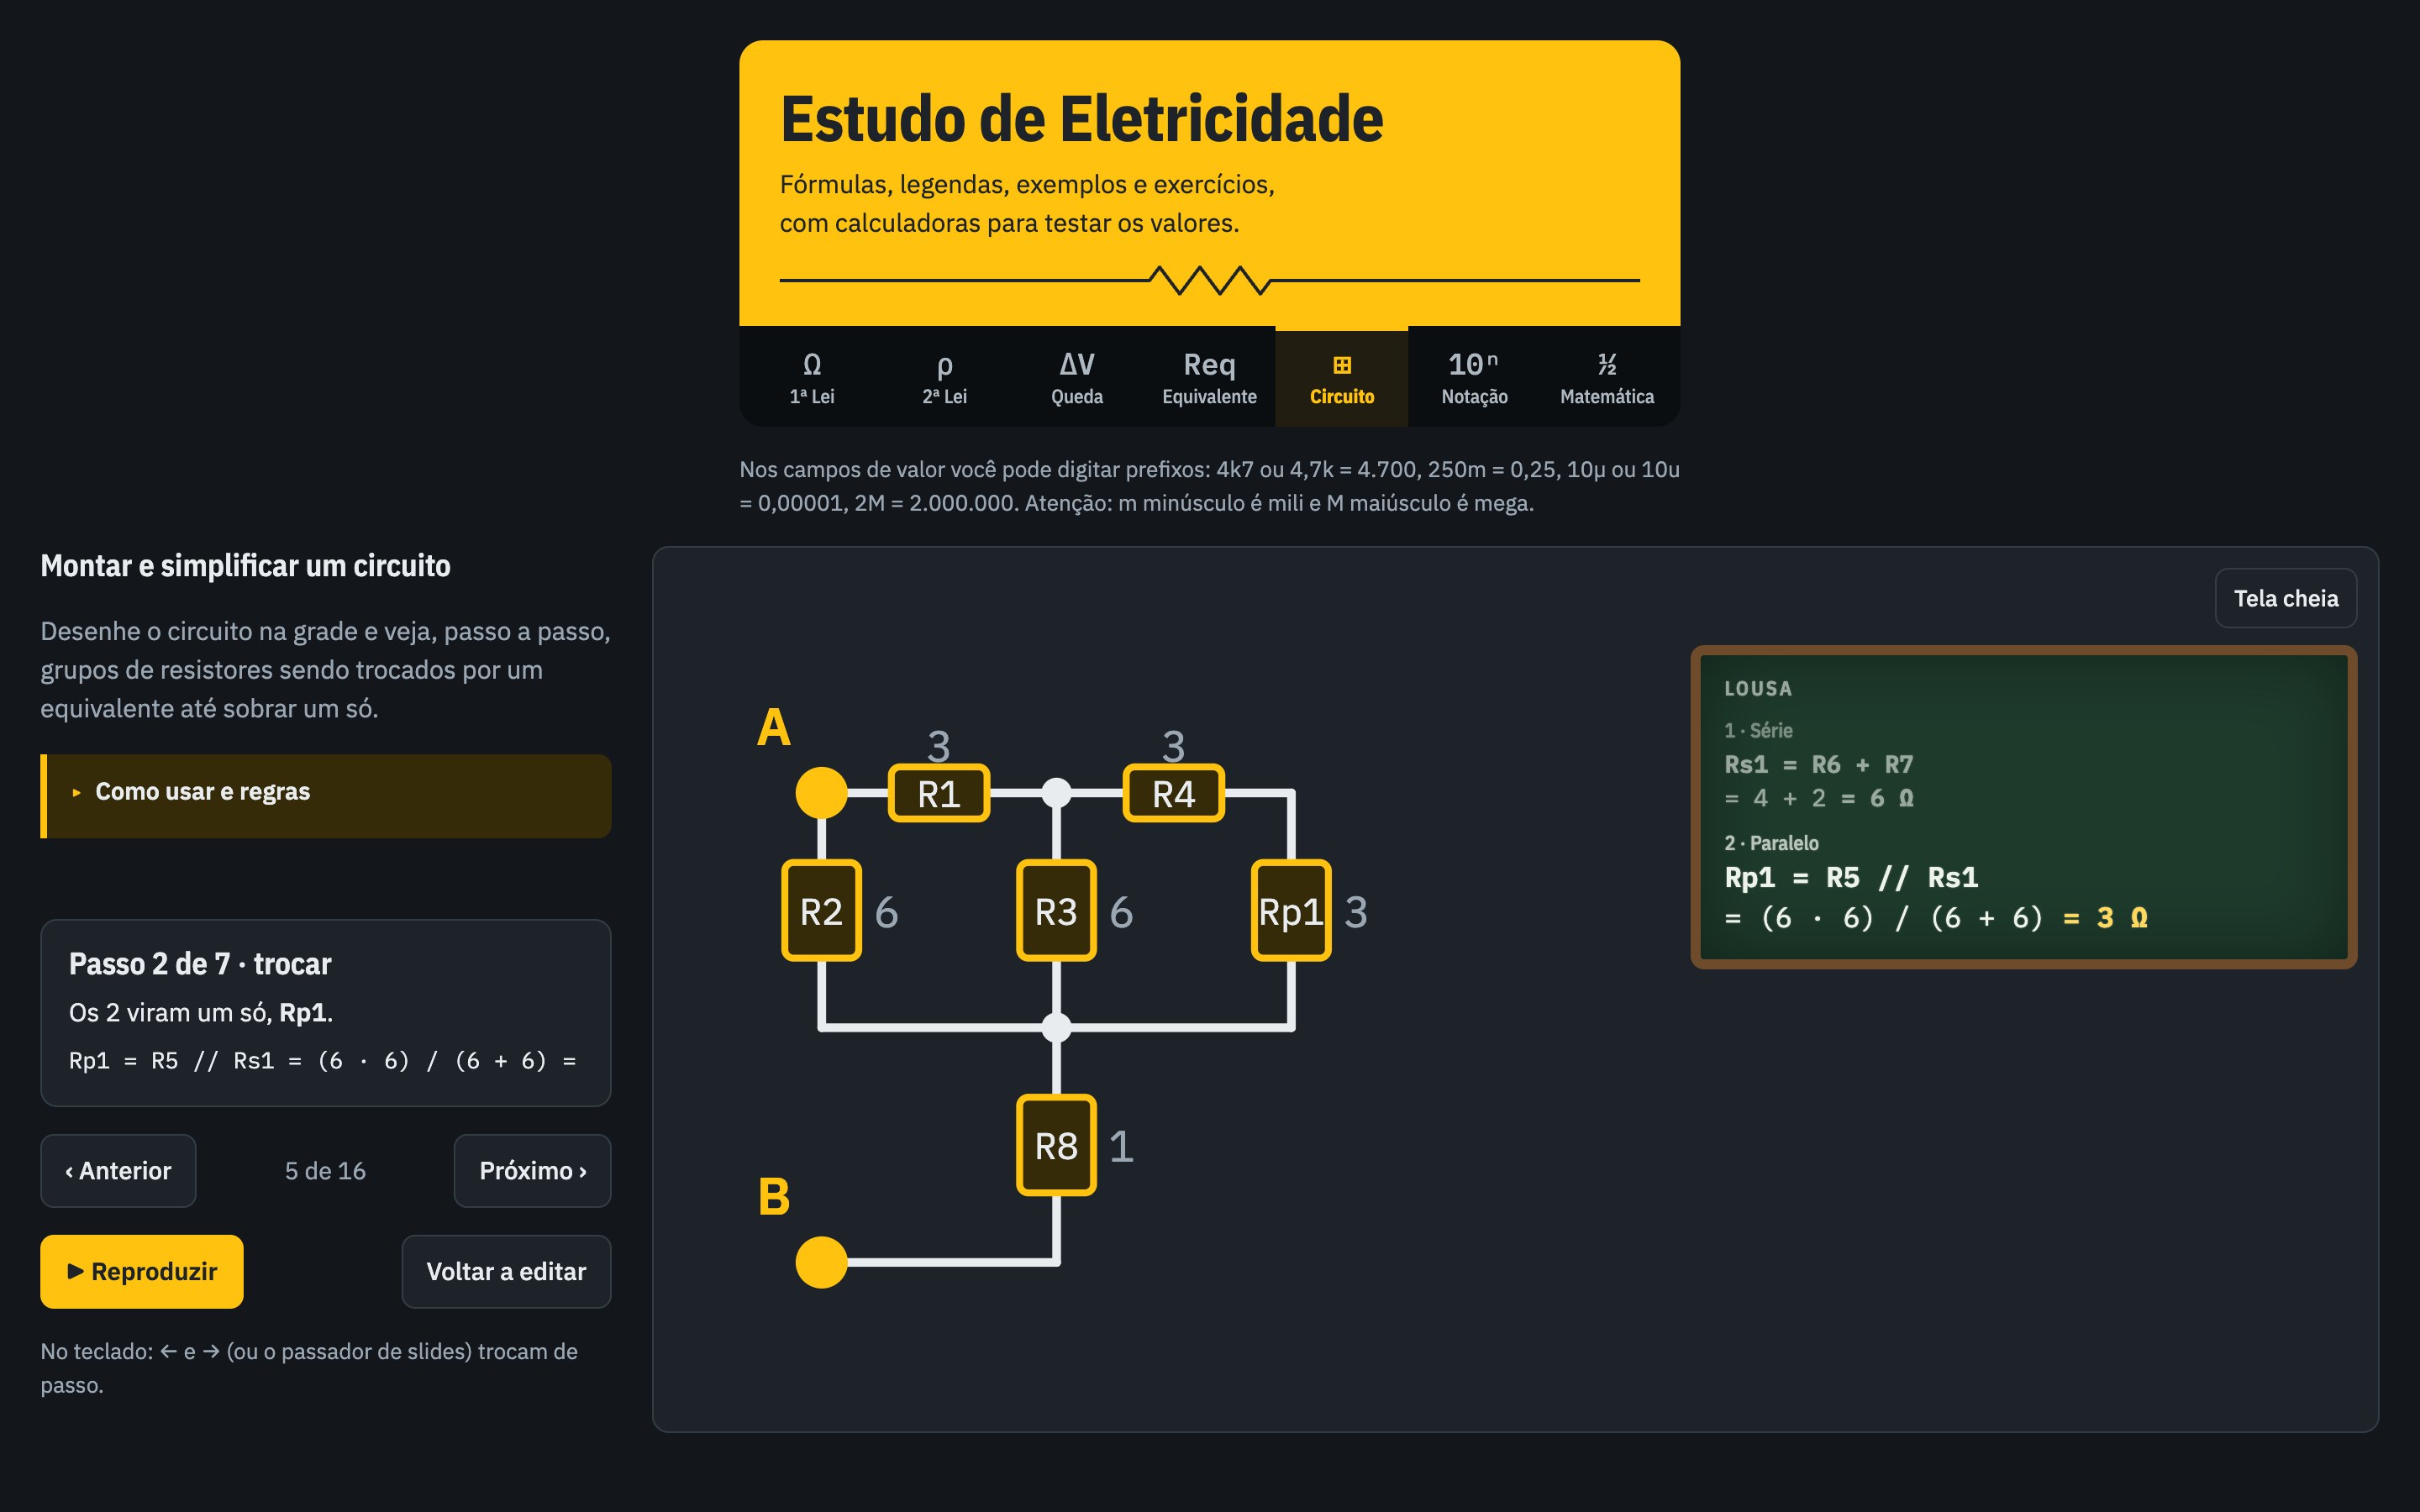 Estudo de Eletricidade
Fórmulas, legendas, exemplos e exercícios,
com calculadoras para testar os valores.
Ω
1ª Lei
ρ
2ª Lei
ΔV
Queda
Req
Equivalente
⊞
Circuito
10ⁿ
Notação
½
Matemática
Nos campos de valor você pode digitar prefixos: 4k7 ou 4,7k = 4.700, 250m = 0,25, 10µ ou 10u
= 0,00001, 2M = 2.000.000. Atenção: m minúsculo é mili e M maiúsculo é mega.
Montar e simplificar um circuito
Desenhe o circuito na grade e veja, passo a passo,
grupos de resistores sendo trocados por um
equivalente até sobrar um só.
▸ Como usar e regras
Passo 2 de 7 · trocar
Os 2 viram um só, Rp1.
Rp1 = R5 // Rs1 = (6 · 6) / (6 + 6) =
‹ Anterior
5 de 16
Próximo ›
▶ Reproduzir
Voltar a editar
No teclado: ← e → (ou o passador de slides) trocam de
passo.
Tela cheia
A
3
R1
3
R4
R2
6
R3
6
Rp1
3
R8
1
B
LOUSA
1 · Série
Rs1 = R6 + R7
= 4 + 2 = 6 Ω
2 · Paralelo
Rp1 = R5 // Rs1
= (6 · 6) / (6 + 6) = 3 Ω